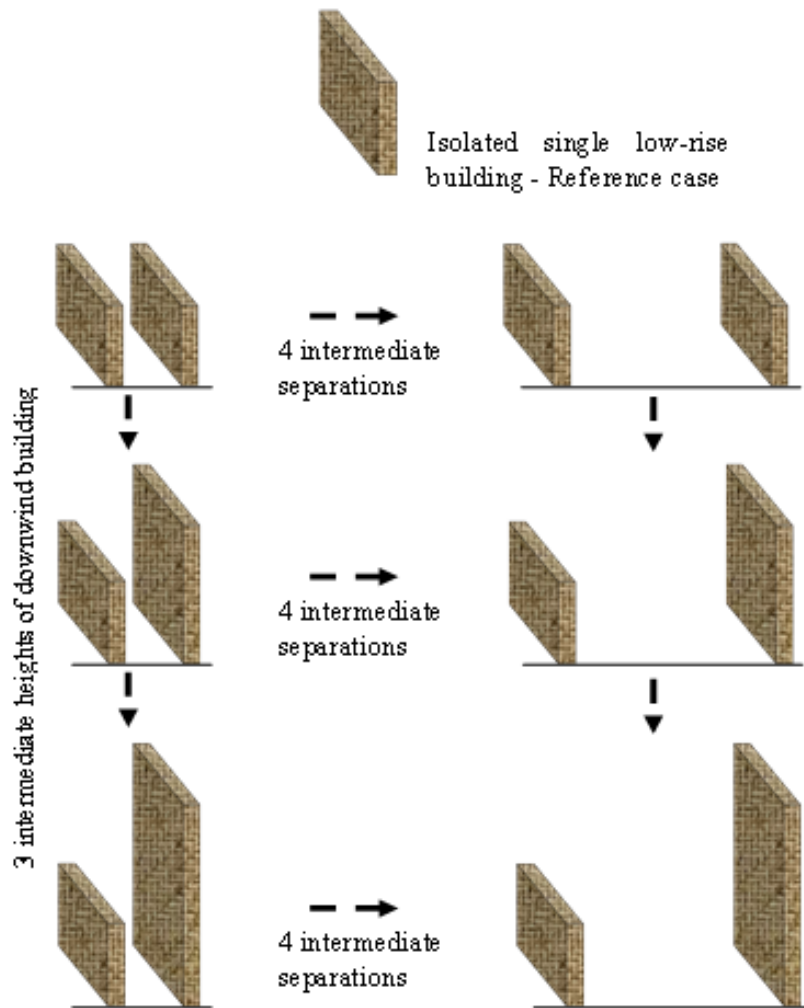 Isolated single low-rise
building - Reference case
4 intermediate
separations
3 intermediate heights of downwind building
4 intermediate
separations
4 intermediate
separations